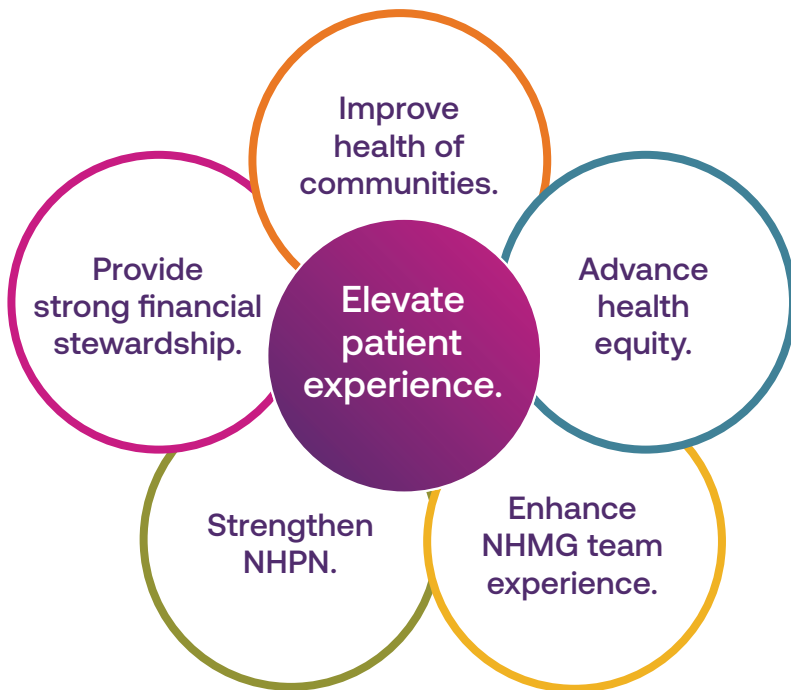 Improve
health of
communities.
Provide
strong financial
stewardship.
Elevate
patient
experience.
Advance
health
equity.
Strengthen
NHPN.
Enhance
NHMG team
experience.